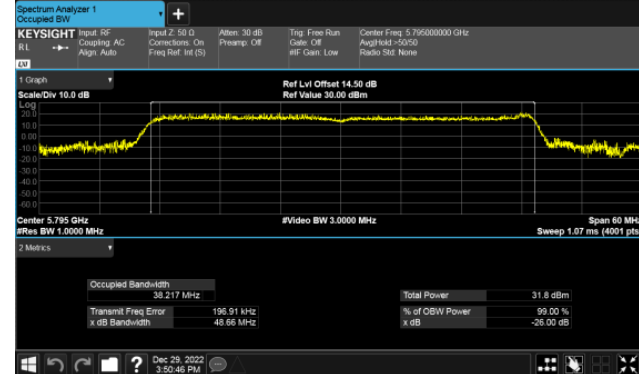 Spectrum Analyzer 1
Occupied BW
+
KEYSIGHT Input: RF Input Z: 50 Ω Atten: 30 dB Trig: Free Run Center Freq: 5.795000000 GHz
R L Coupling: AC Corrections: On Preamp: Off Gate: Off Avg|Hold:>50/50
Align: Auto Freq Ref: Int (S) #IF Gain: Low Radio Std: None
LXI
1 Graph Ref Lvl Offset 14.50 dB
Scale/Div 10.0 dB Ref Value 30.00 dBm
Log
20.0
10.0
0.00
-10.0
-20.0
-30.0
-40.0
-50.0
-60.0
Center 5.795 GHz #Video BW 3.0000 MHz Span 60 MHz
#Res BW 1.0000 MHz Sweep 1.07 ms (4001 pts
2 Metrics
Occupied Bandwidth
38.217 MHz Total Power 31.8 dBm
Transmit Freq Error 196.91 kHz % of OBW Power 99.00 %
x dB Bandwidth 48.66 MHz x dB -26.00 dB
? Dec 29, 2022
3:50:46 PM